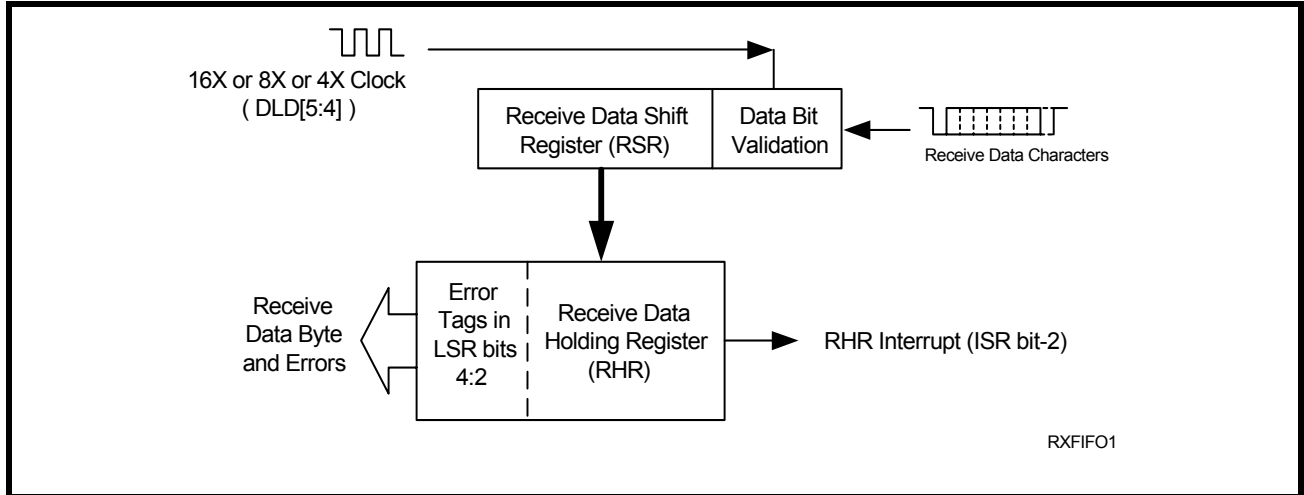 16X or 8X or 4X Clock
( DLD[5:4] )
Receive Data Shift
Register (RSR)
Data Bit
Validation
Receive Data Characters
Receive
Data Byte
and Errors
Error
Tags in
LSR bits
4:2
Receive Data
Holding Register
(RHR)
RHR Interrupt (ISR bit-2)
RXFIFO1